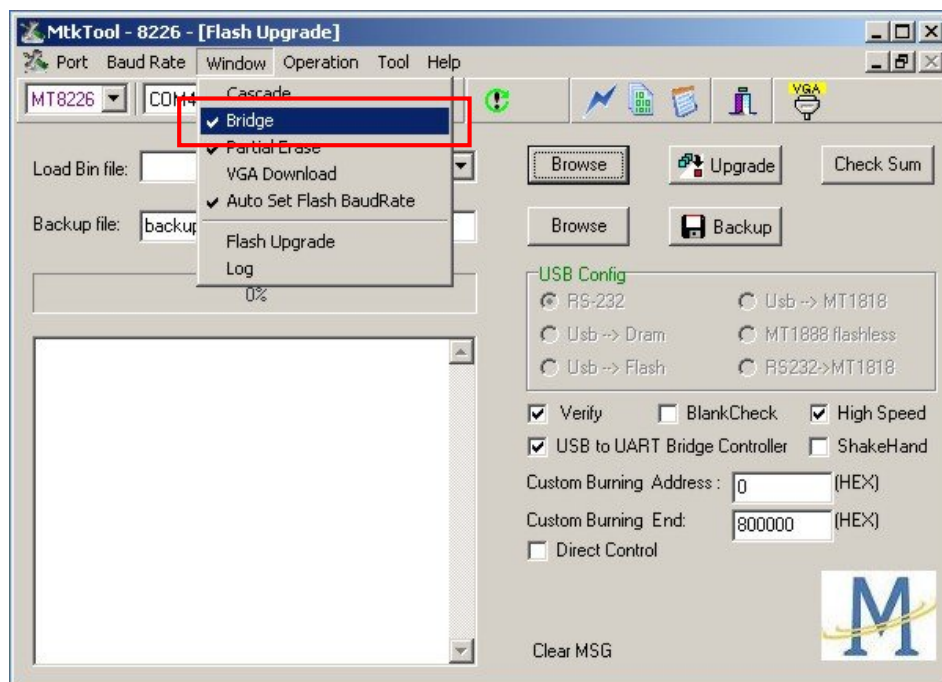 MtkTool - 8226 - [Flash Upgrade]
Port Baud Rate Window Operation Tool Help
MT8226 COM4 VGA
Cascade
Bridge
Partial Erase
VGA Download
Auto Set Flash BaudRate
Flash Upgrade
Log
Load Bin file: Browse Upgrade Check Sum
Backup file: backup Browse Backup
0%
USB Config
RS-232 Usb --> MT1818
Usb --> Dram MT1888 flashless
Usb --> Flash RS232->MT1818
Verify BlankCheck High Speed
USB to UART Bridge Controller ShakeHand
Custom Burning Address : 0 (HEX)
Custom Burning End: 800000 (HEX)
Direct Control
M
Clear MSG